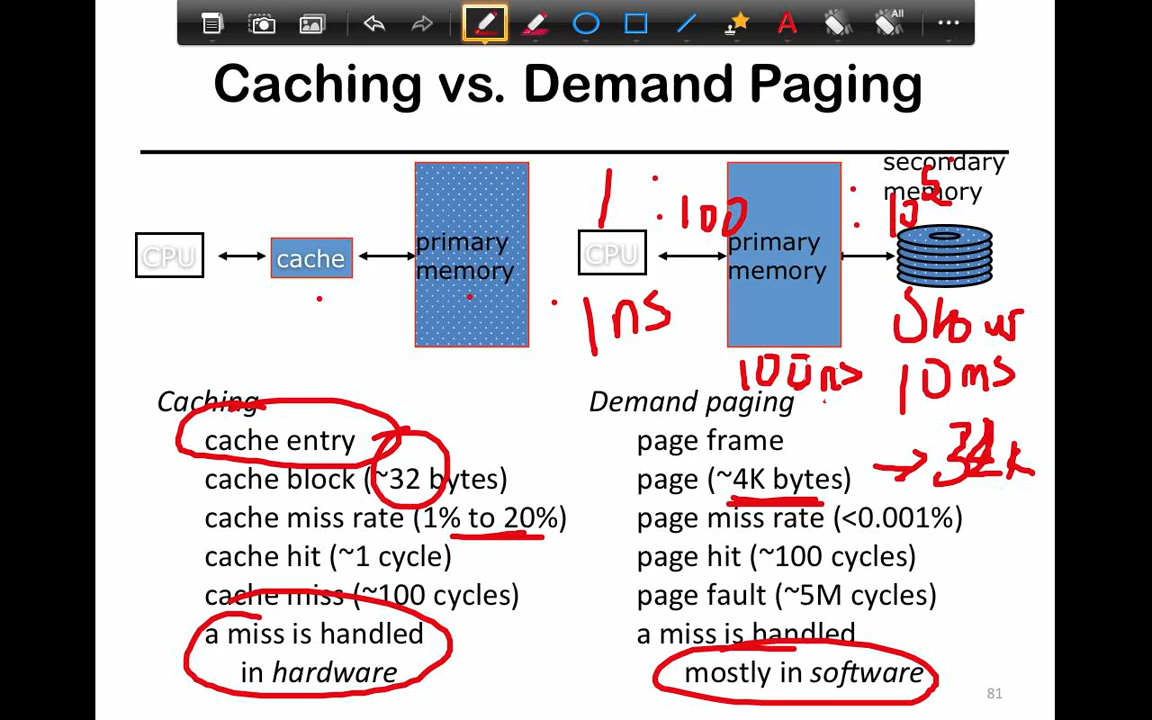 All
A
Caching vs. Demand Paging
CPU
cache
primary
memory
1 : 100 : 10^5
CPU
primary
memory
secondary
memory
1ns
100ns
Slow
10ms
Caching
cache entry
cache block (~32 bytes)
cache miss rate (1% to 20%)
cache hit (~1 cycle)
cache miss (~100 cycles)
a miss is handled
in hardware
Demand paging
page frame
page (~4K bytes)
page miss rate (<0.001%)
page hit (~100 cycles)
page fault (~5M cycles)
a miss is handled
mostly in software
81